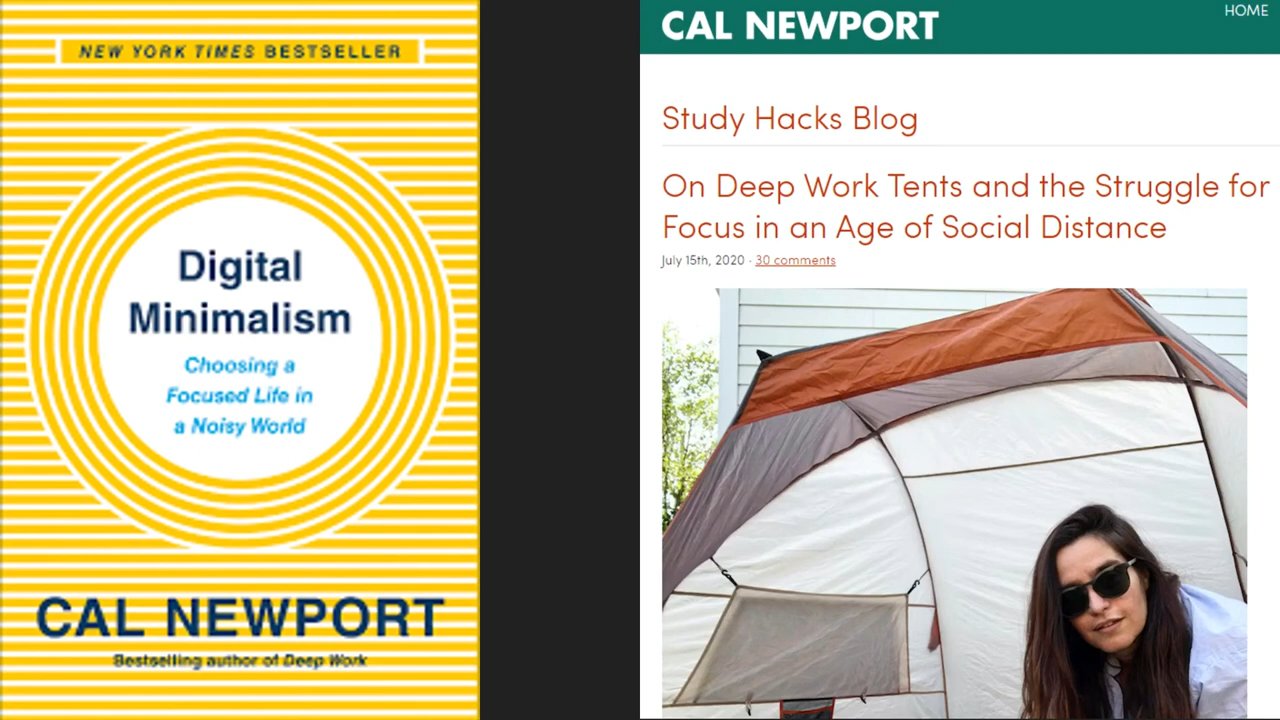 NEW YORK TIMES BESTSELLER
Digital
Minimalism
Choosing a
Focused Life in
a Noisy World
CAL NEWPORT
Bestselling author of Deep Work
CAL NEWPORT
HOME
Study Hacks Blog
On Deep Work Tents and the Struggle for
Focus in an Age of Social Distance
July 15th, 2020 · 30 comments